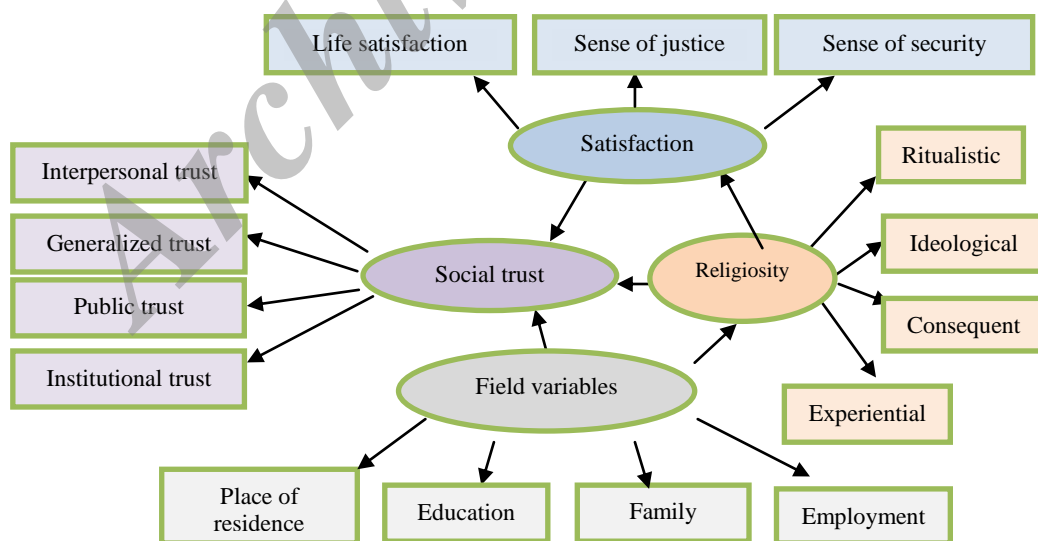 Life satisfaction
Sense of justice
Sense of security
Satisfaction
Ritualistic
Interpersonal trust
Generalized trust
Ideological
Social trust
Religiosity
Public trust
Consequent
Institutional trust
Field variables
Experiential
Place of
residence
Education
Family
Employment